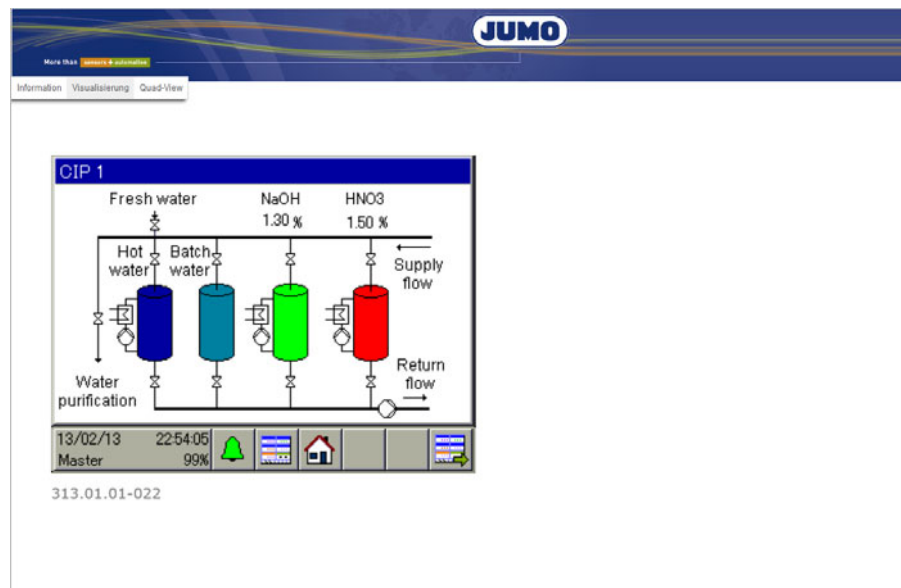 JUMO
More than sensors + automation
Information Visualisierung Quad-View
CIP 1
Fresh water NaOH HNO3
1.30 % 1.50 %
Hot water
Batch water
Supply flow
Water purification
Return flow
13/02/13 22:54:05
Master 99%
313.01.01-022